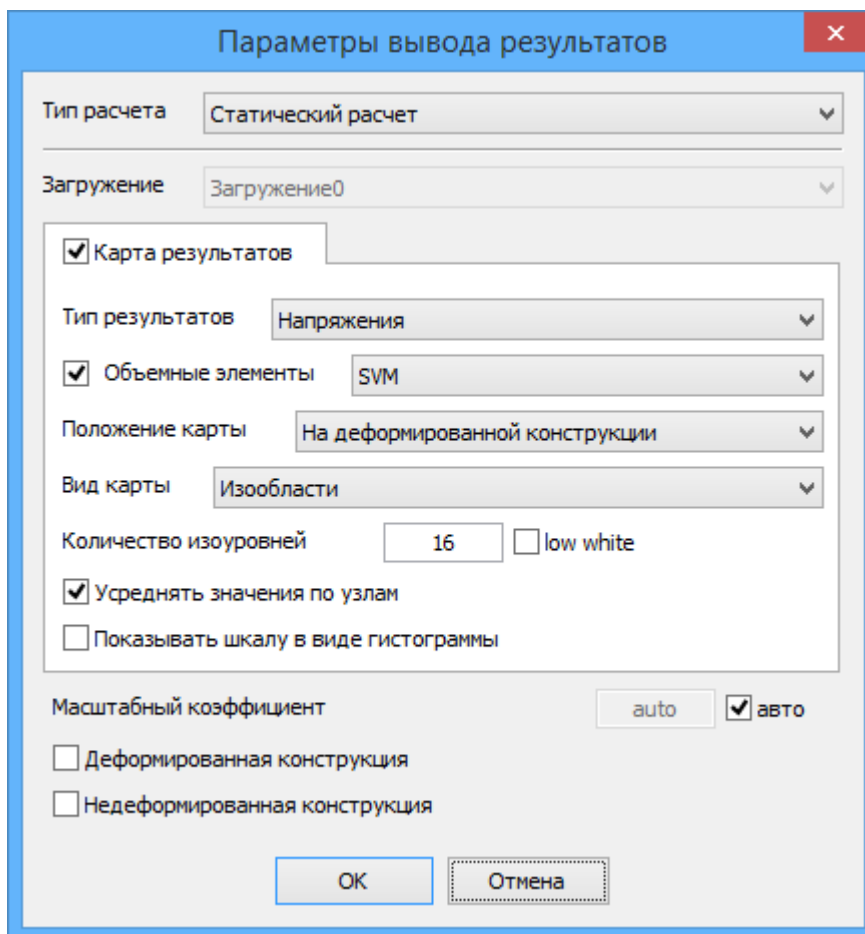 Параметры вывода результатов
Тип расчета Статический расчет
Загружение Загружение0
Карта результатов
Тип результатов Напряжения
Объемные элементы SVM
Положение карты На деформированной конструкции
Вид карты Изообласти
Количество изоуровней 16 low white
Усреднять значения по узлам
Показывать шкалу в виде гистограммы
Масштабный коэффициент auto авто
Деформированная конструкция
Недеформированная конструкция
OK Отмена